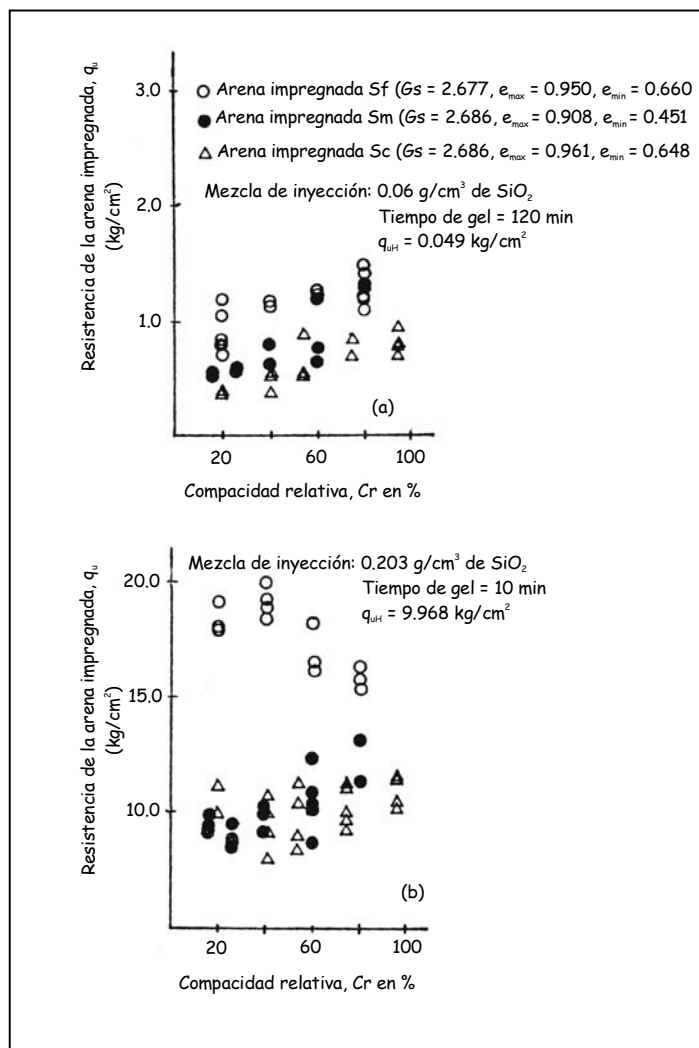 3.0
Arena impregnada Sf (Gs = 2.677, eₘₐₓ = 0.950, eₘᵢₙ = 0.660
Arena impregnada Sm (Gs = 2.686, eₘₐₓ = 0.908, eₘᵢₙ = 0.451
Arena impregnada Sc (Gs = 2.686, eₘₐₓ = 0.961, eₘᵢₙ = 0.648
Mezcla de inyección: 0.06 g/cm³ de SiO₂
Tiempo de gel = 120 min
q_uH = 0.049 kg/cm²
2.0
1.0
Resistencia de la arena impregnada, qᵤ
(kg/cm²)
(a)
20
60
100
Compacidad relativa, Cr en %
Mezcla de inyección: 0.203 g/cm³ de SiO₂
Tiempo de gel = 10 min
q_uH = 9.968 kg/cm²
20.0
15.0
10.0
Resistencia de la arena impregnada, qᵤ
(kg/cm²)
(b)
20
60
100
Compacidad relativa, Cr en %